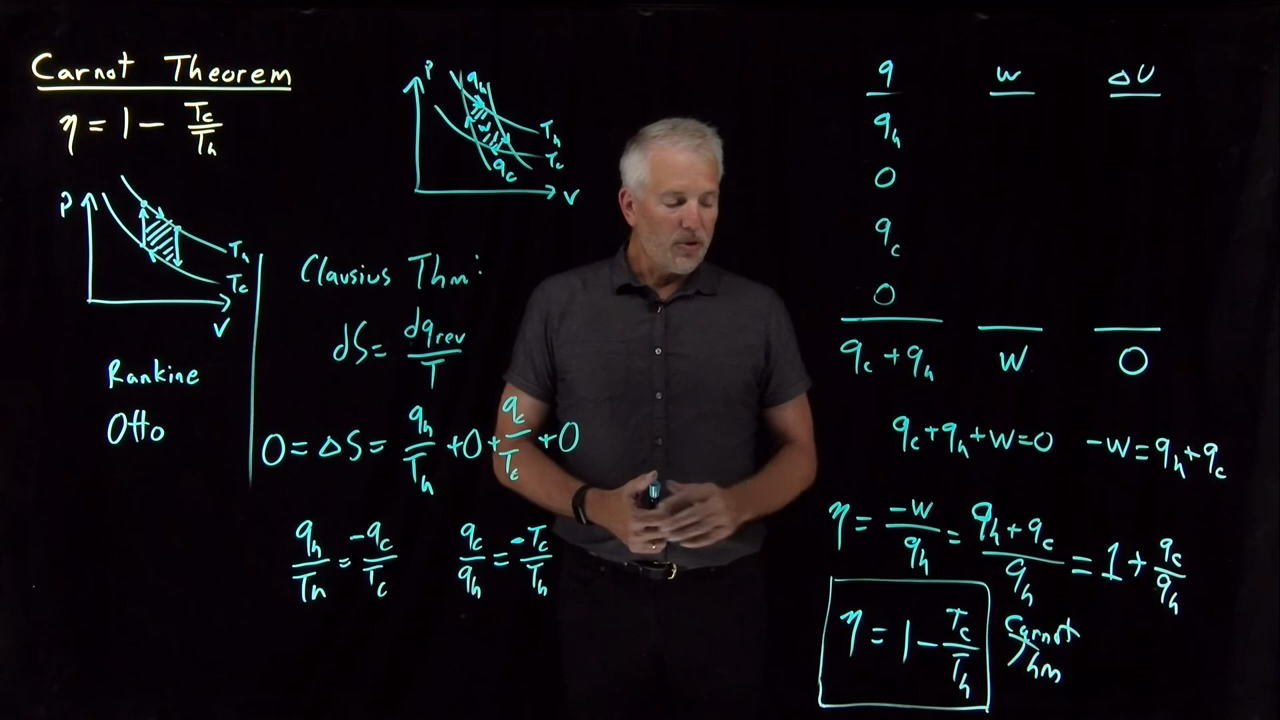 Carnot Theorem
η = 1 - Tc/Th
P
Th
Tc
V
Rankine
Otto
P
qh
w
Th
Tc
qc
V
Clausius Thm:
dS = dqrev/T
0 = ΔS = qh/Th + 0 + qc/Tc + 0
qh/Th = -qc/Tc
qc/qh = -Tc/Th
q w ΔU
qh
0
qc
0
qc + qh w 0
qc + qh + w = 0 -w = qh + qc
η = -w/qh = (qh + qc)/qh = 1 + qc/qh
η = 1 - Tc/Th
Carnot
Thm